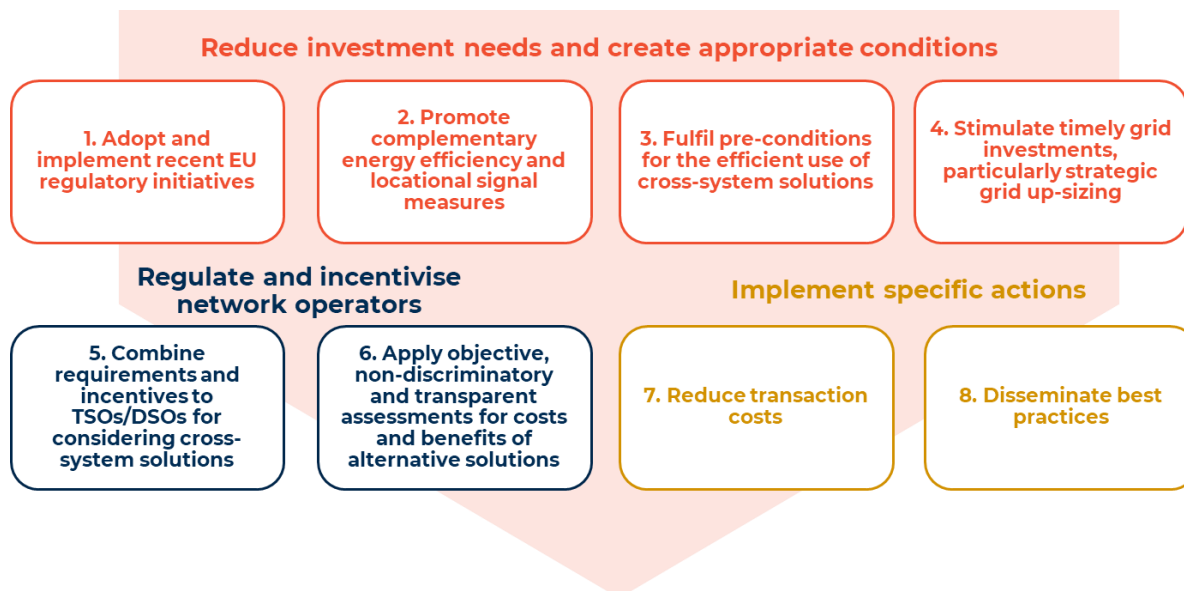 Reduce investment needs and create appropriate conditions
1. Adopt and
implement recent EU
regulatory initiatives
2. Promote
complementary
energy efficiency and
locational signal
measures
3. Fulfil pre-conditions
for the efficient use of
cross-system solutions
4. Stimulate timely grid
investments,
particularly strategic
grid up-sizing
Regulate and incentivise
network operators
5. Combine
requirements and
incentives to
TSOs/DSOs for
considering cross-
system solutions
6. Apply objective,
non-discriminatory
and transparent
assessments for costs
and benefits of
alternative solutions
Implement specific actions
7. Reduce transaction
costs
8. Disseminate best
practices